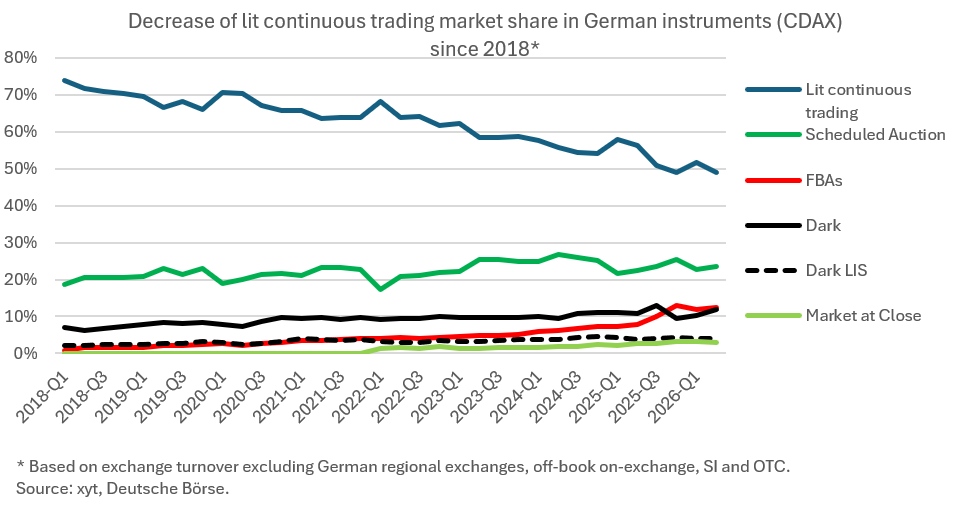 Decrease of lit continuous trading market share in German instruments (CDAX)
since 2018*
80%
70%
60%
50%
40%
30%
20%
10%
0%
2018-Q1
2018-Q3
2019-Q1
2019-Q3
2020-Q1
2020-Q3
2021-Q1
2021-Q3
2022-Q1
2022-Q3
2023-Q1
2023-Q3
2024-Q1
2024-Q3
2025-Q1
2025-Q3
2026-Q1
Lit continuous
trading
Scheduled Auction
FBAs
Dark
Dark LIS
Market at Close
* Based on exchange turnover excluding German regional exchanges, off-book on-exchange, SI and OTC.
Source: xyt, Deutsche Börse.